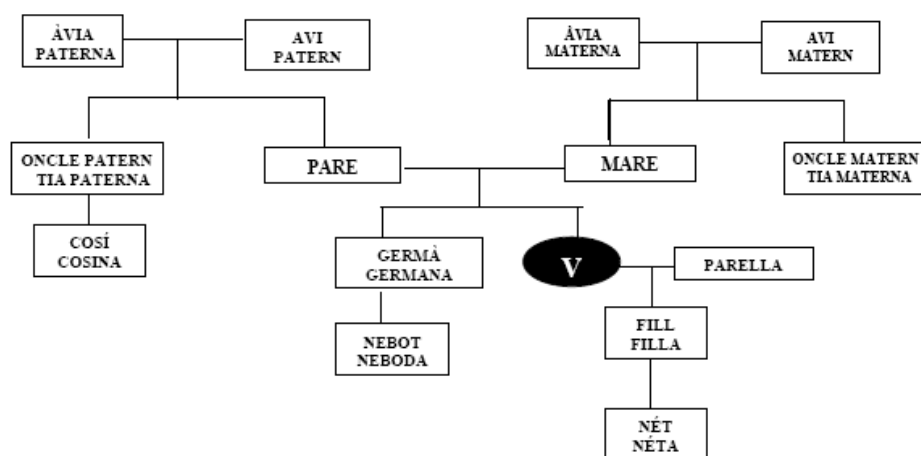 ÀVIA
PATERNA
AVI
PATERN
ÀVIA
MATERNA
AVI
MATERN
ONCLE PATERN
TIA PATERNA
PARE
MARE
ONCLE MATERN
TIA MATERNA
COSÍ
COSINA
GERMÀ
GERMANA
V
PARELLA
NEBOT
NEBODA
FILL
FILLA
NÉT
NÉTA